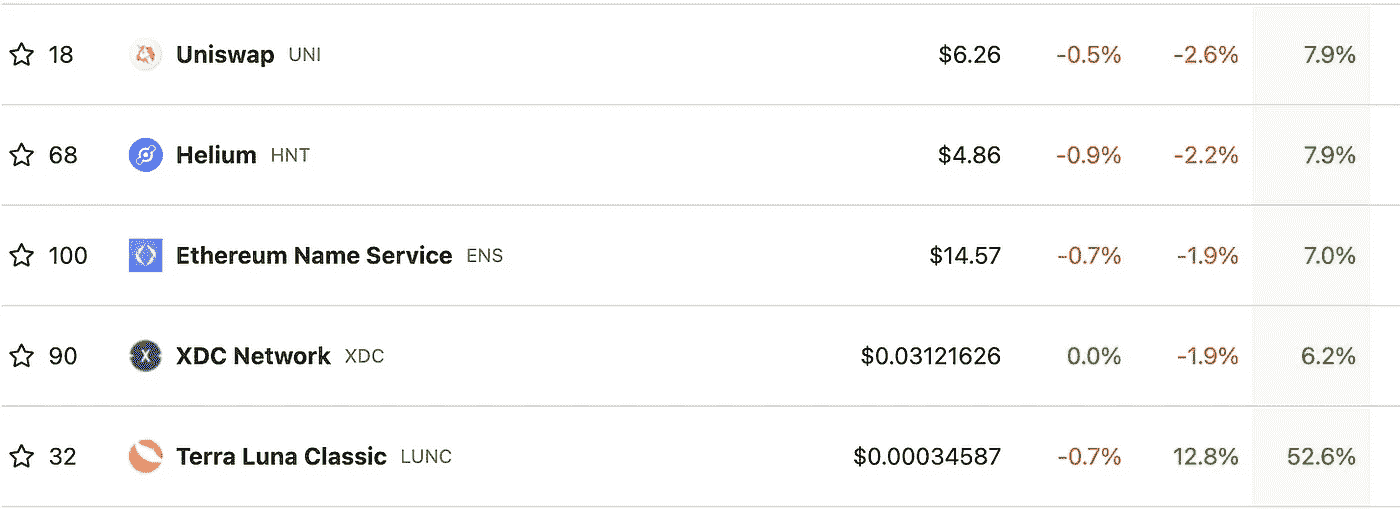 18 Uniswap UNI $6.26 -0.5% -2.6% 7.9%
68 Helium HNT $4.86 -0.9% -2.2% 7.9%
100 Ethereum Name Service ENS $14.57 -0.7% -1.9% 7.0%
90 XDC Network XDC $0.03121626 0.0% -1.9% 6.2%
32 Terra Luna Classic LUNC $0.00034587 -0.7% 12.8% 52.6%